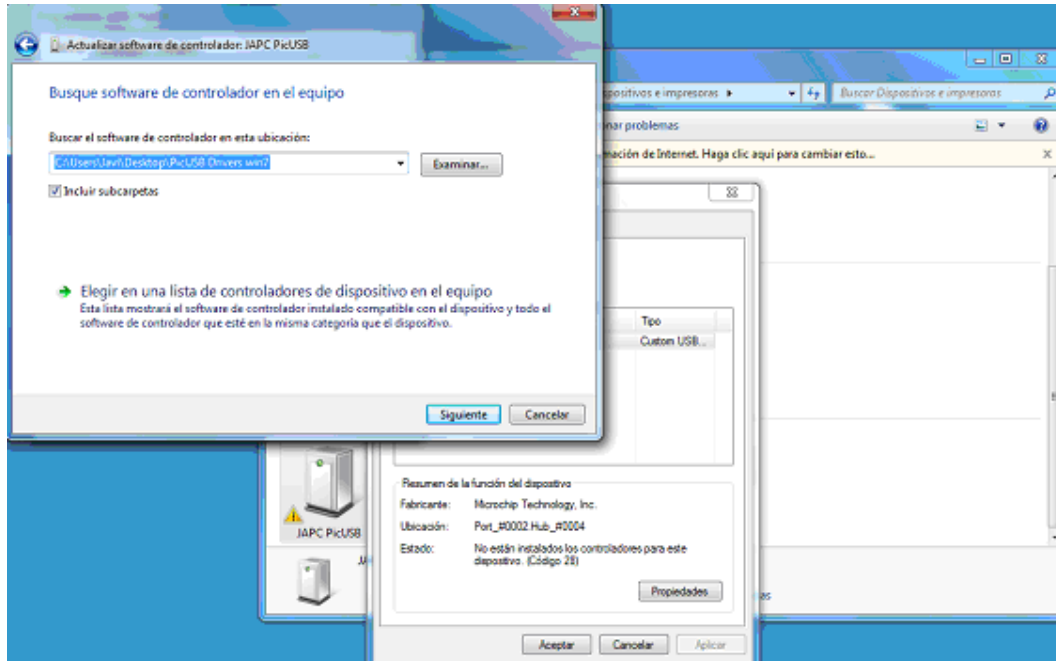 Actualizar software de controlador: JAPC PicUSB
Busque software de controlador en el equipo
Buscar el software de controlador en esta ubicación:
C:\Users\Javi\Desktop\PicUSB Drivers win7
Examinar...
Incluir subcarpetas
Elegir en una lista de controladores de dispositivo en el equipo
Esta lista mostrará el software de controlador instalado compatible con el dispositivo y todo el
software de controlador que esté en la misma categoría que el dispositivo.
Siguiente
Cancelar
spositivos e impresoras
Buscar Dispositivos e impresoras
nar problemas
mación de Internet. Haga clic aquí para cambiar esto...
Tipo
Custom USB...
Resumen de la función del dispositivo
Fabricante: Microchip Technology, Inc.
Ubicación: Port_#0002.Hub_#0004
Estado: No están instalados los controladores para este
dispositivo. (Código 28)
Propiedades
Aceptar
Cancelar
Aplicar
JAPC PicUSB